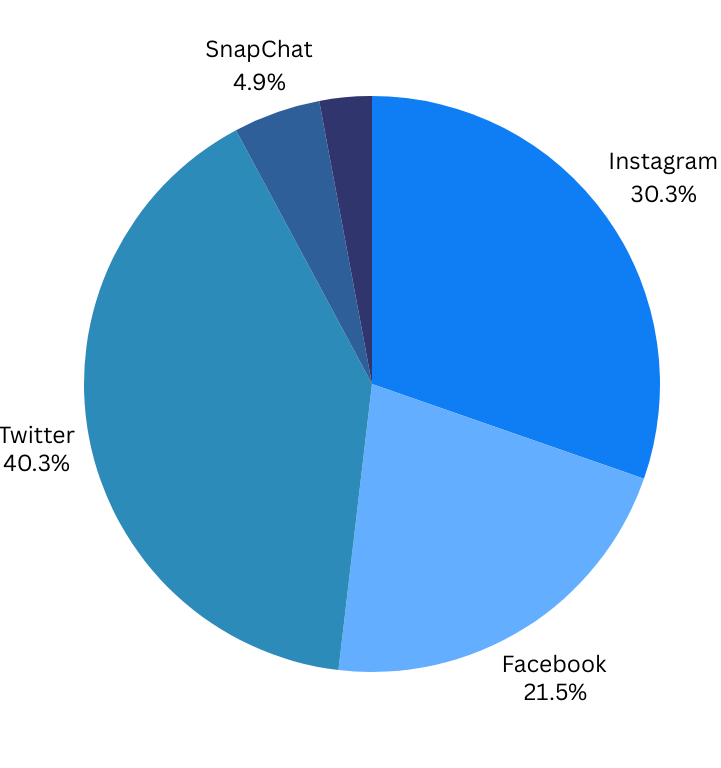 SnapChat
4.9%
Instagram
30.3%
Twitter
40.3%
Facebook
21.5%